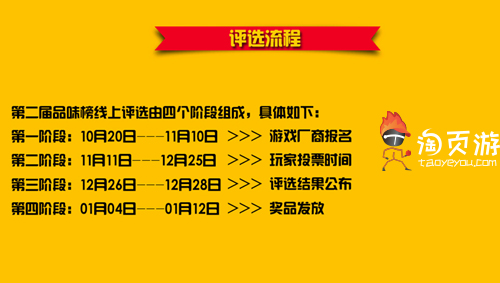 评选流程
第二届品味榜线上评选由四个阶段组成，具体如下：
第一阶段：10月20日---11月10日 >>> 游戏厂商报名
第二阶段：11月11日---12月25日 >>> 玩家投票时间
第三阶段：12月26日---12月28日 >>> 评选结果公布
第四阶段：01月04日---01月12日 >>> 奖品发放
淘页游
taoyeyou.com